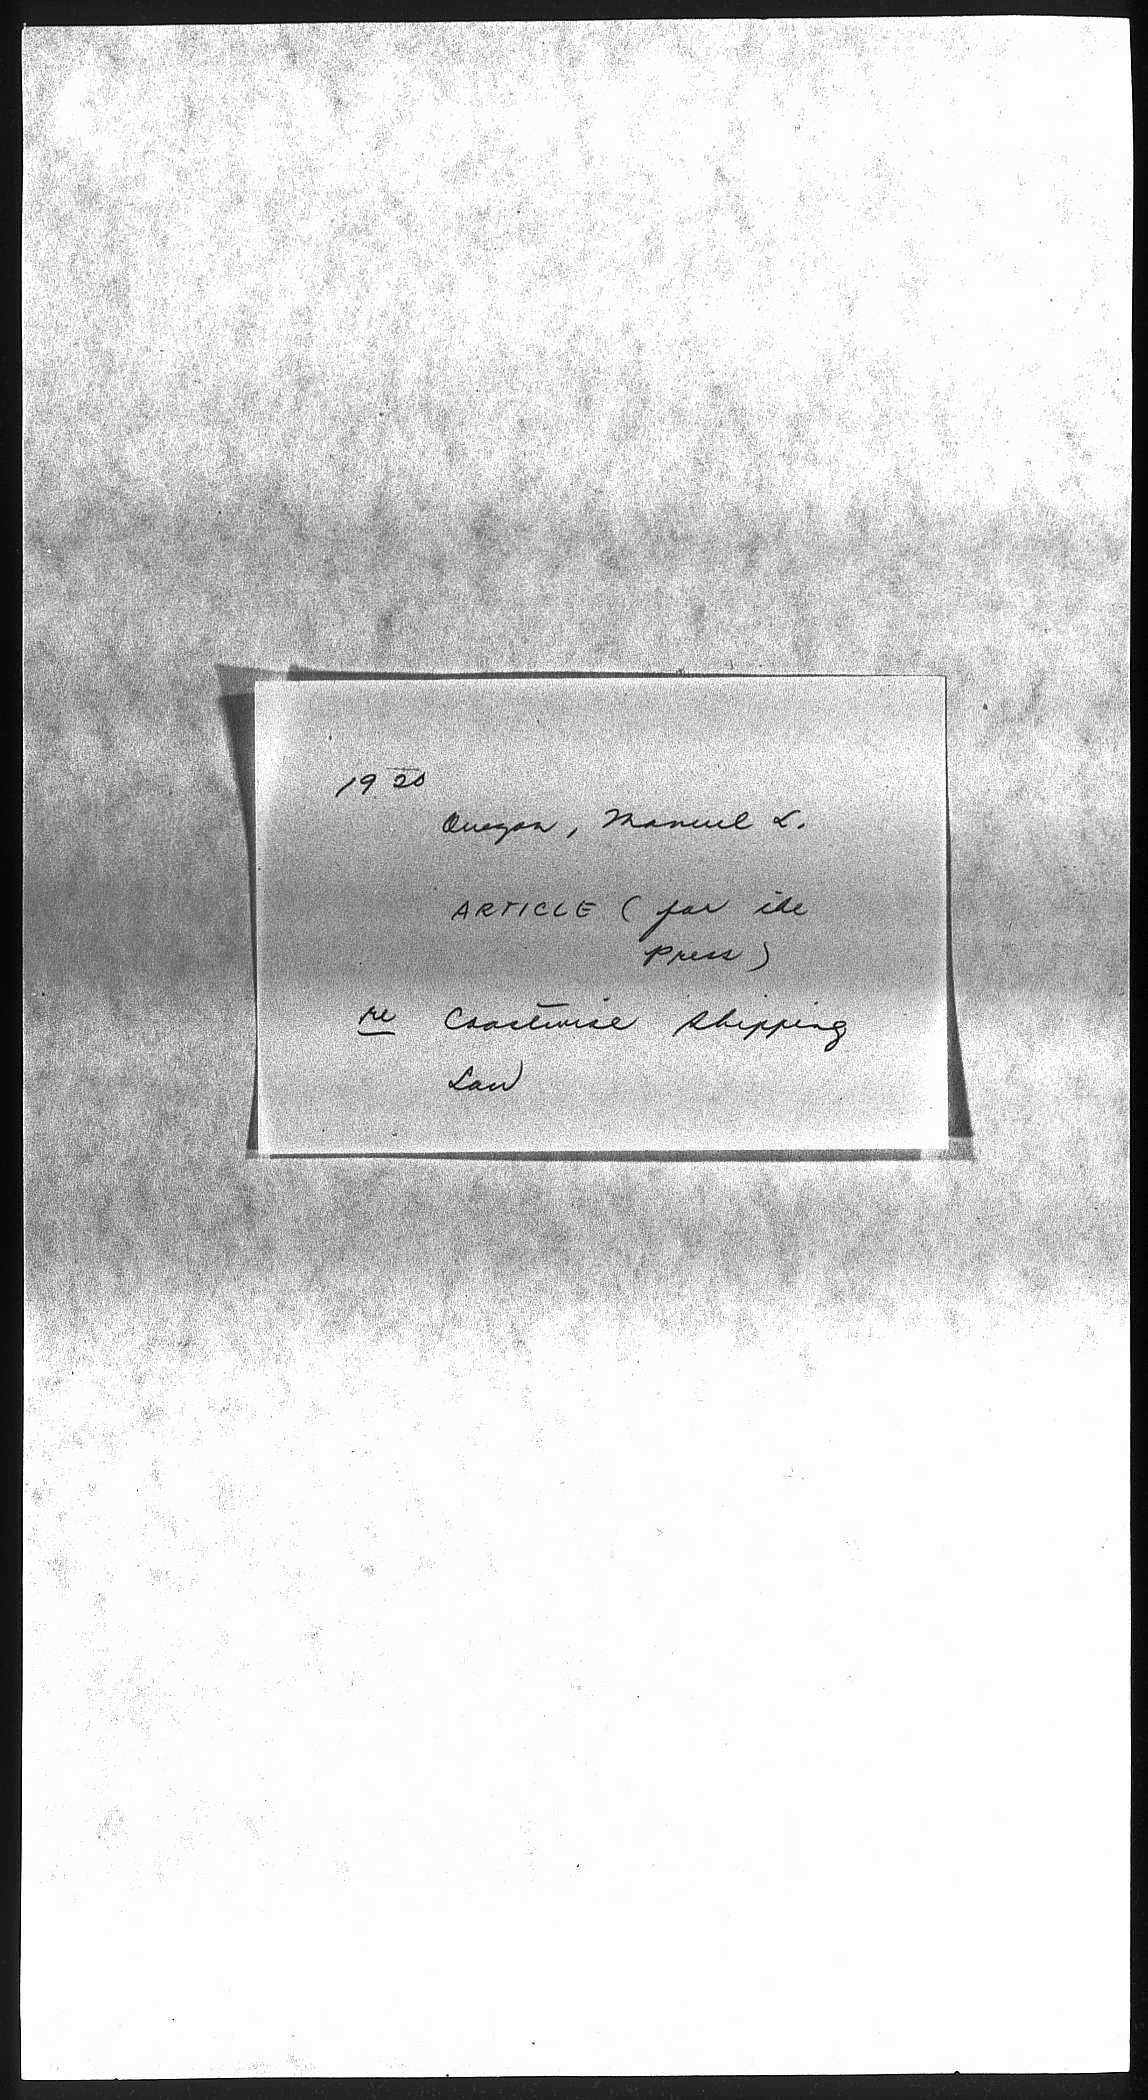 1920
Quezon, Manuel L.
ARTICLE ( for the
Press )
re Coastwise Shipping
Law